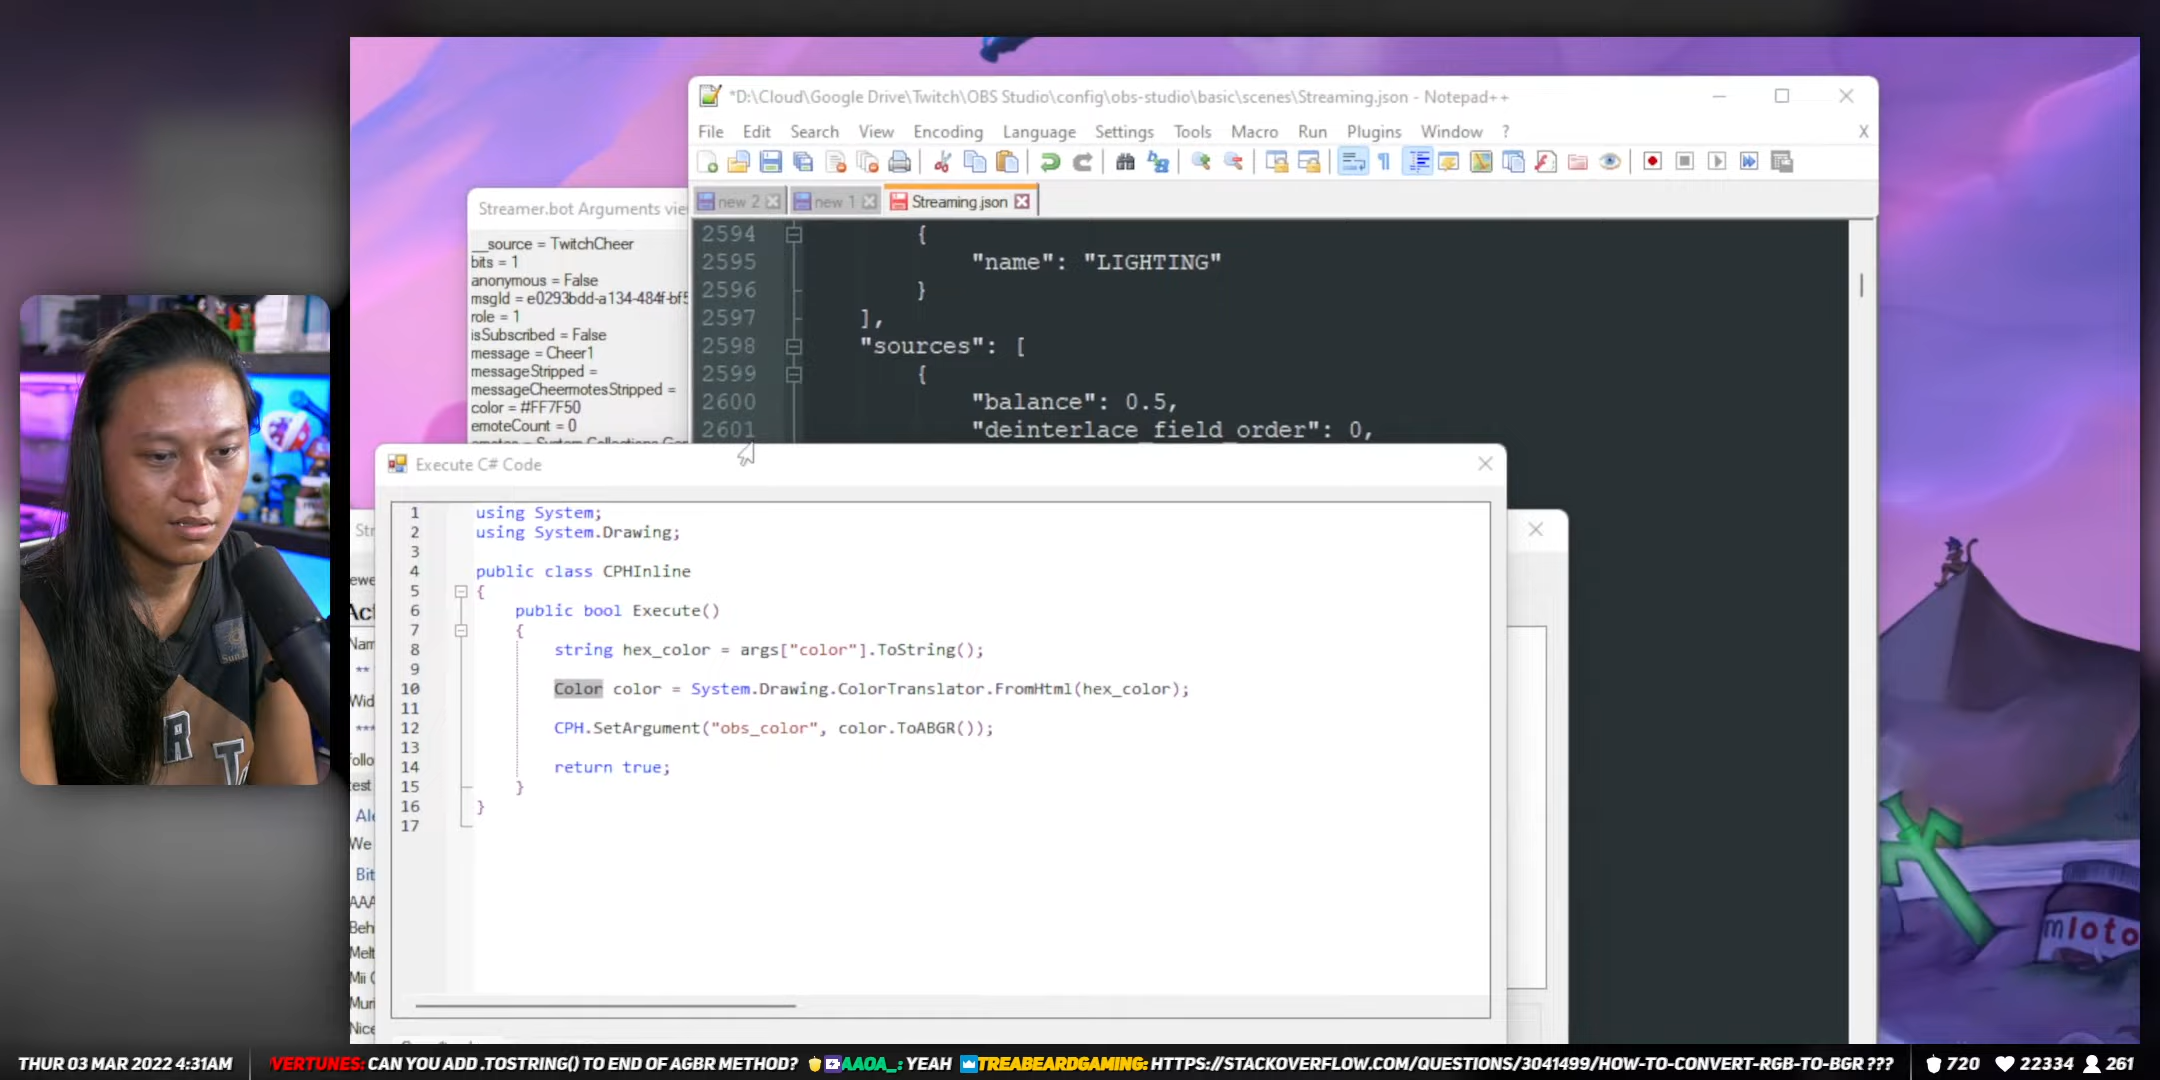 *D:\Cloud\Google Drive\Twitch\OBS Studio\config\obs-studio\basic\scenes\Streaming.json - Notepad++
File Edit Search View Encoding Language Settings Tools Macro Run Plugins Window ? X
new 2 new 1 Streaming.json
2594 {
2595 "name": "LIGHTING"
2596 }
2597 ],
2598 "sources": [
2599 {
2600 "balance": 0.5,
2601 "deinterlace_field_order": 0,
Streamer.bot Arguments
__source = TwitchCheer
bits = 1
anonymous = False
msgId = e0293bdd-a134-484f-bf5
role = 1
isSubscribed = False
message = Cheer1
messageStripped =
messageCheermotesStripped =
color = #FF7F50
emoteCount = 0
Execute C# Code
1 using System;
2 using System.Drawing;
3
4 public class CPHInline
5 {
6 public bool Execute()
7 {
8 string hex_color = args["color"].ToString();
9
10 Color color = System.Drawing.ColorTranslator.FromHtml(hex_color);
11
12 CPH.SetArgument("obs_color", color.ToABGR());
13
14 return true;
15 }
16 }
17
We
Bit
AAA
THUR 03 MAR 2022 4:31AM
VERTUNES: CAN YOU ADD .TOSTRING() TO END OF AGBR METHOD? AAOA_: YEAH TREABEARDGAMING: HTTPS://STACKOVERFLOW.COM/QUESTIONS/3041499/HOW-TO-CONVERT-RGB-TO-BGR ???
720 22334 261